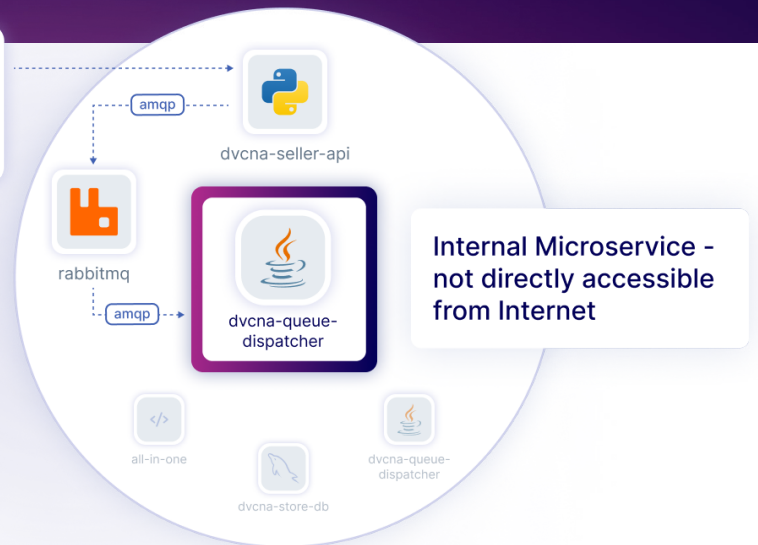 amqp
dvcna-seller-api
rabbitmq
amqp
dvcna-queue-
dispatcher
Internal Microservice -
not directly accessible
from Internet
</>
all-in-one
dvcna-store-db
dvcna-queue-
dispatcher